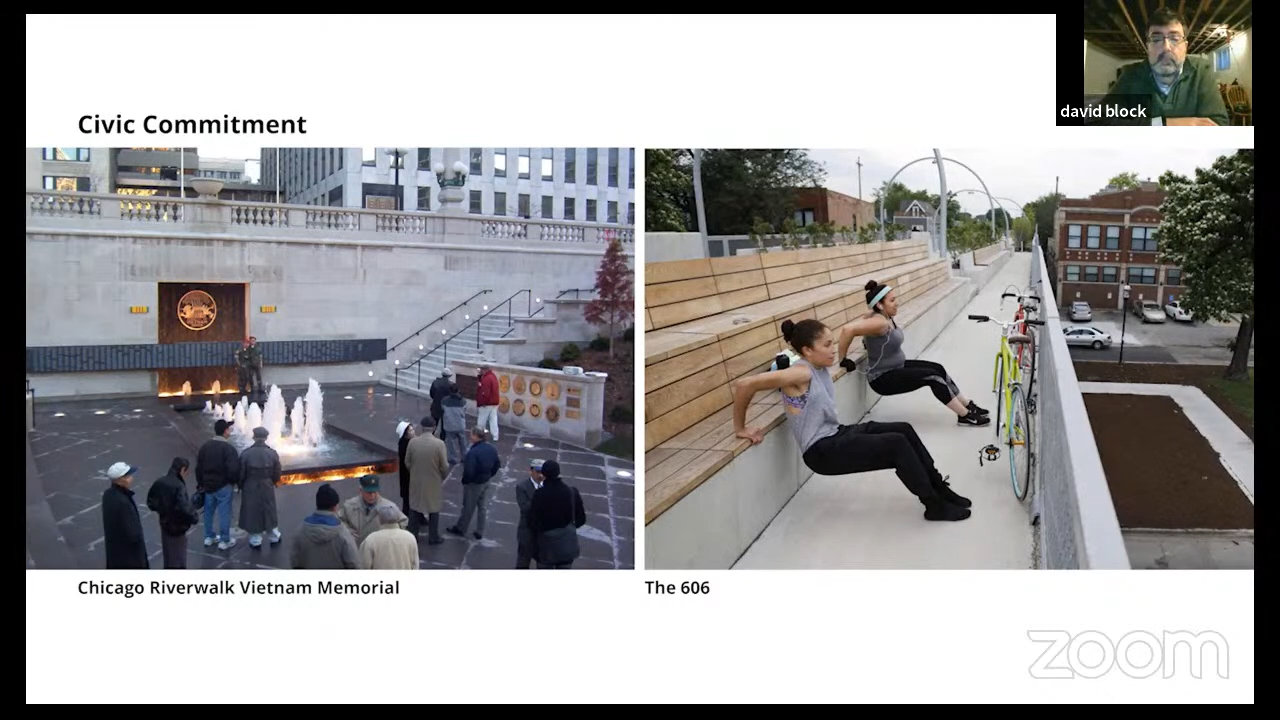 david block
Civic Commitment
Chicago Riverwalk Vietnam Memorial
The 606
zoom